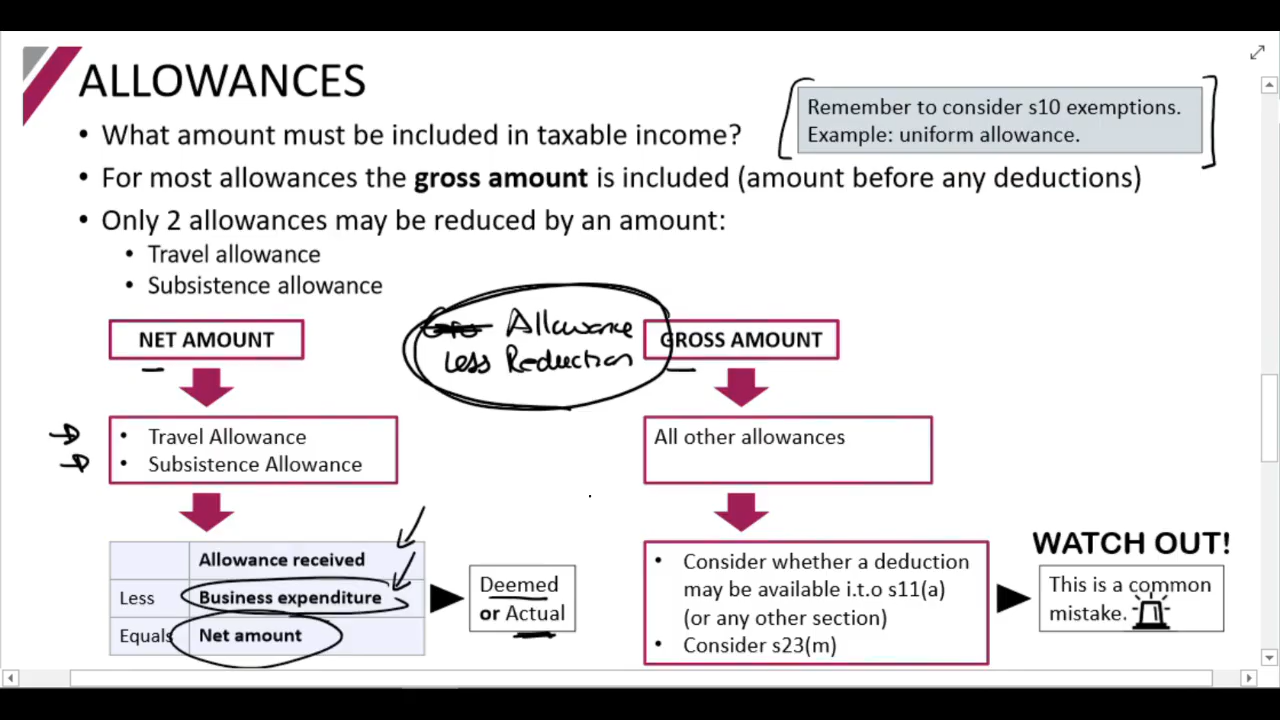 ALLOWANCES
Remember to consider s10 exemptions.
Example: uniform allowance.
• What amount must be included in taxable income?
• For most allowances the gross amount is included (amount before any deductions)
• Only 2 allowances may be reduced by an amount:
• Travel allowance
• Subsistence allowance
Allowance
Less Reduction
NET AMOUNT
GROSS AMOUNT
• Travel Allowance
• Subsistence Allowance
All other allowances
Allowance received
Less Business expenditure
Equals Net amount
Deemed
or Actual
• Consider whether a deduction
may be available i.t.o s11(a)
(or any other section)
• Consider s23(m)
WATCH OUT!
This is a common
mistake.